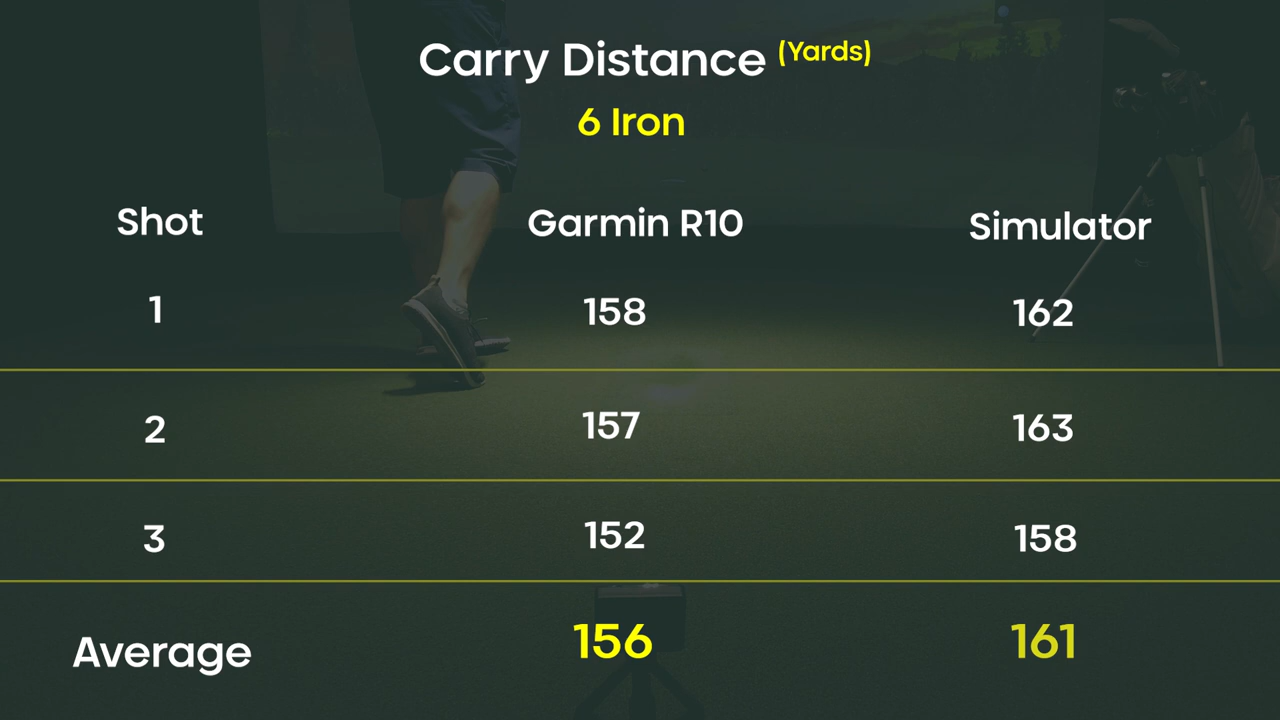 Carry Distance (Yards)
6 Iron
Shot Garmin R10 Simulator
1 158 162
2 157 163
3 152 158
Average 156 161